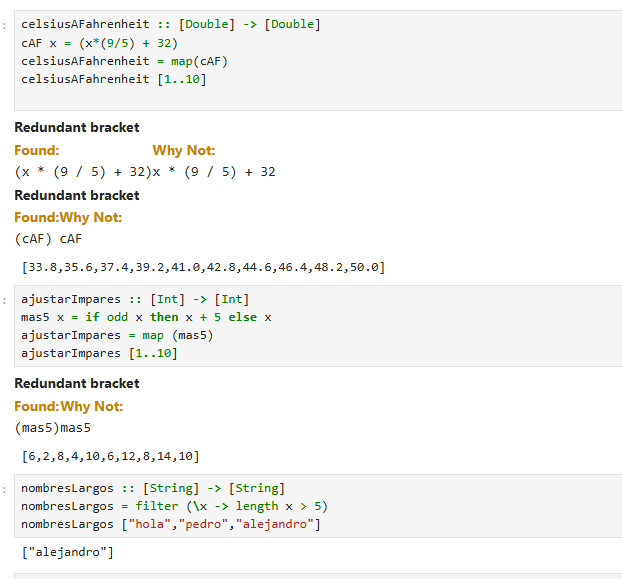 celsiusAFahrenheit :: [Double] -> [Double]
cAF x = (x*(9/5) + 32)
celsiusAFahrenheit = map(cAF)
celsiusAFahrenheit [1..10]
Redundant bracket
Found: Why Not:
(x * (9 / 5) + 32)x * (9 / 5) + 32
Redundant bracket
Found:Why Not:
(cAF) cAF
[33.8,35.6,37.4,39.2,41.0,42.8,44.6,46.4,48.2,50.0]
ajustarImpares :: [Int] -> [Int]
mas5 x = if odd x then x + 5 else x
ajustarImpares = map (mas5)
ajustarImpares [1..10]
Redundant bracket
Found:Why Not:
(mas5)mas5
[6,2,8,4,10,6,12,8,14,10]
nombresLargos :: [String] -> [String]
nombresLargos = filter (\x -> length x > 5)
nombresLargos ["hola","pedro","alejandro"]
["alejandro"]